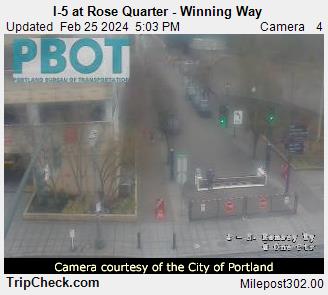 I-5 at Rose Quarter - Winning Way
Updated Feb 25 2024 5:03 PM Camera 4
PBOT
PORTLAND BUREAU OF TRANSPORTATION
Camera courtesy of the City of Portland
TripCheck.com Milepost302.00